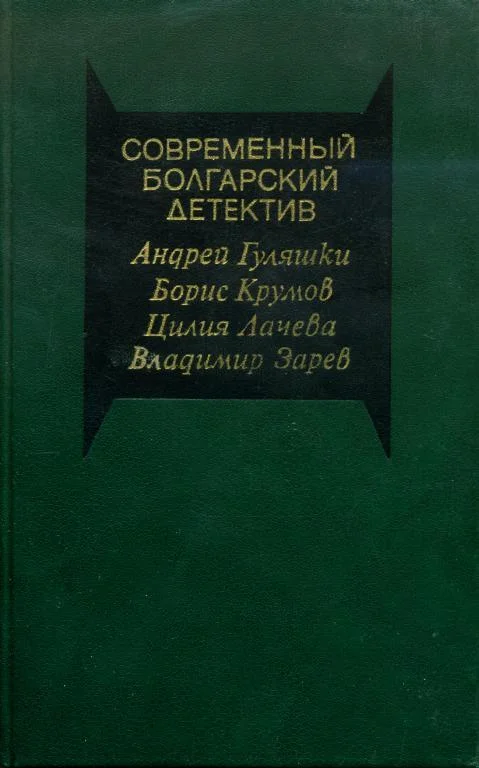 СОВРЕМЕННЫЙ
БОЛГАРСКИЙ
ДЕТЕКТИВ
Андрей Гуляшки
Борис Крумов
Цилия Лачева
Владимир Зарев